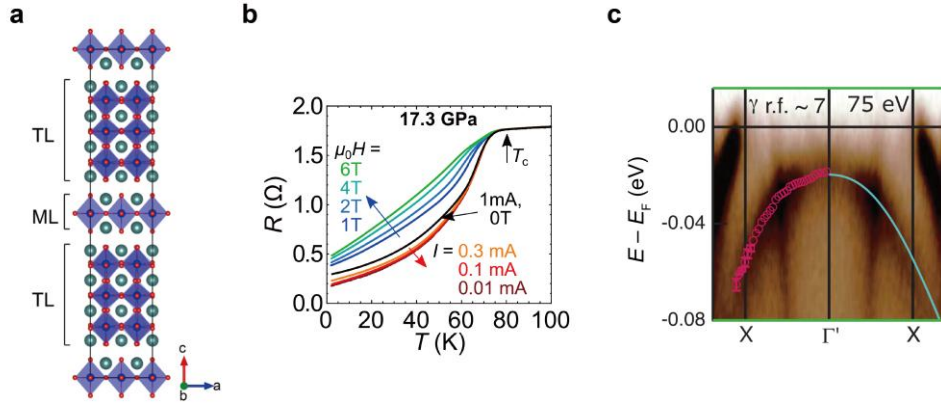 a
TL
ML
TL
c
b
a
b
17.3 GPa
R (Ω)
2.0
1.5
1.0
0.5
0.0
μ₀H =
6T
4T
2T
1T
T_c
1mA,
0T
I = 0.3 mA
0.1 mA
0.01 mA
0 20 40 60 80 100
T (K)
c
γ r.f. ~ 7 75 eV
E − E_F (eV)
0.00
-0.04
-0.08
X Γ' X